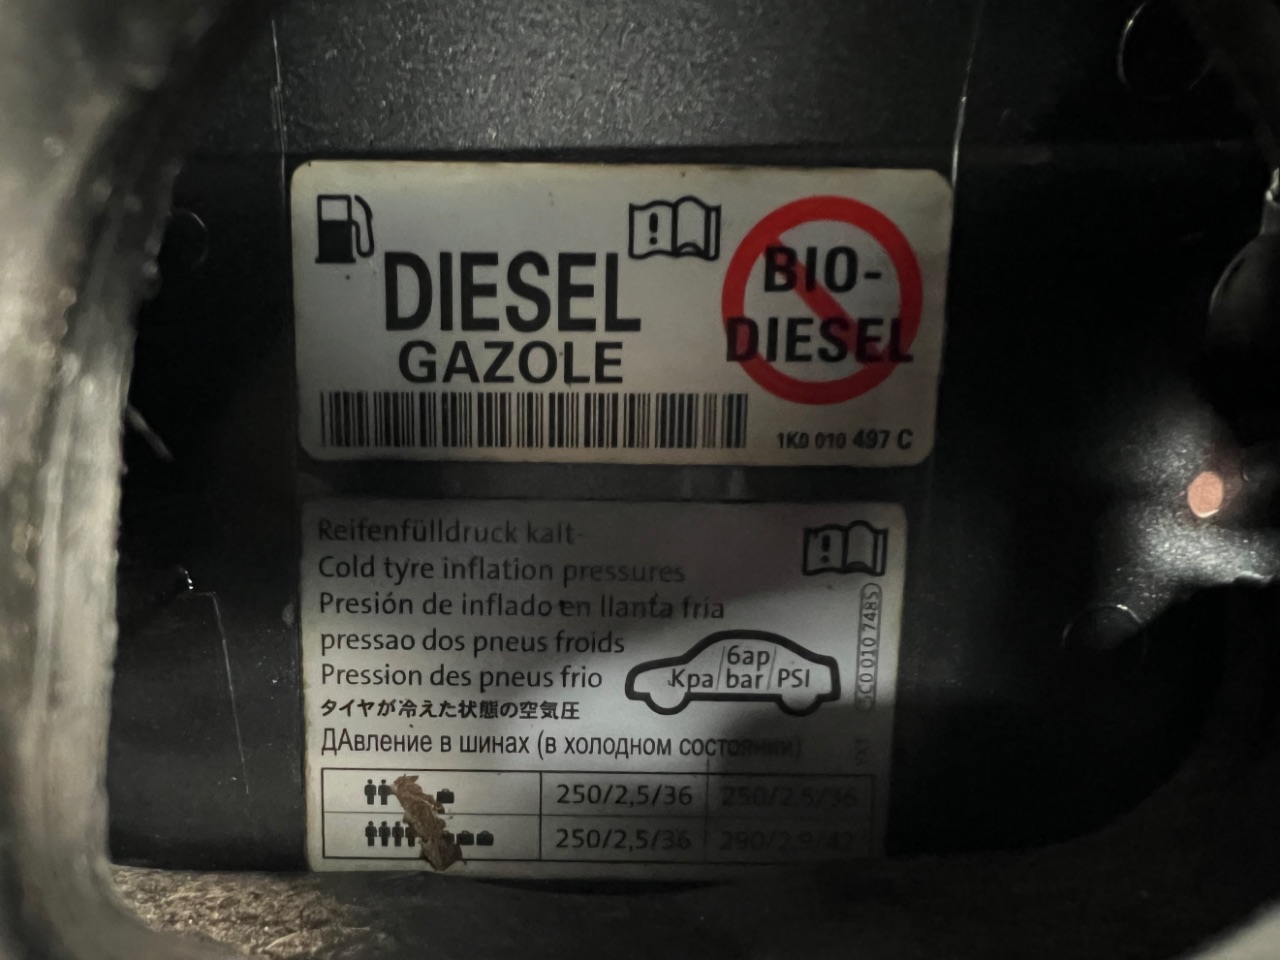 DIESEL
GAZOLE
BIO-
DIESEL
1K0 010 497 C
Reifenfülldruck kalt
Cold tyre inflation pressures
Presión de inflado en llanta fria
pressao dos pneus froids
Pression des pneus frio
タイヤが冷えた状態の空気圧
ДАвление в шинах (в холодном состоянии)
Kpa/бар/
bar/PSI
5C0 010 748S
250/2,5/36 250/2,5/36
250/2,5/36 290/2,9/42